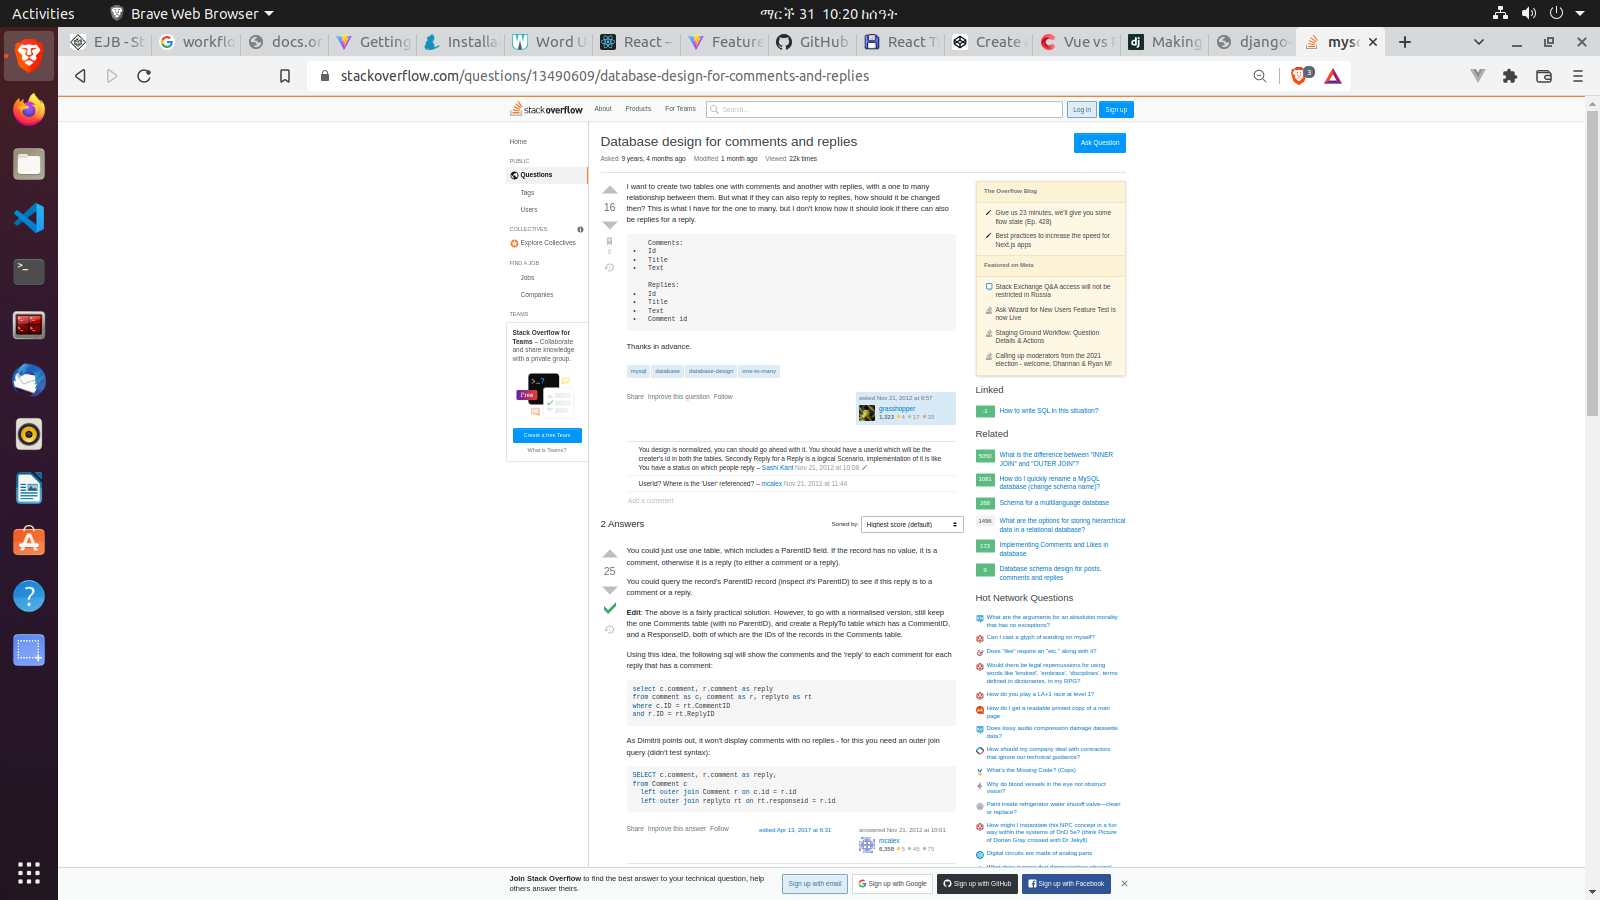 Activities
Brave Web Browser
ማርች 31 10:20 ከሰዓት
EJB - St
workflo
docs.or
Getting
Installa
Word U
React –
Feature
GitHub
React T
Create
Vue vs
Making
django-
myso
stackoverflow.com/questions/13490609/database-design-for-comments-and-replies
3
stackoverflow
About
Products
For Teams
Search...
Log in
Sign up
Home
PUBLIC
Questions
Tags
Users
COLLECTIVES
Explore Collectives
FIND A JOB
Jobs
Companies
TEAMS
Stack Overflow for
Teams – Collaborate
and share knowledge
with a private group.
Free
Create a free Team
What is Teams?
Database design for comments and replies
Ask Question
Asked 9 years, 4 months ago Modified 1 month ago Viewed 22k times
16
I want to create two tables one with comments and another with replies, with a one to many
relationship between them. But what if they can also reply to replies, how should it be changed
then? This is what I have for the one to many, but I don't know how it should look if there can also
be replies for a reply.
Comments:
• Id
• Title
• Text
Replies:
• Id
• Title
• Text
• Comment id
Thanks in advance.
mysql
database
database-design
one-to-many
Share Improve this question Follow
asked Nov 21, 2012 at 9:57
grasshopper
1,323 4 17 35
You design is normalized, you can should go ahead with it. You should have a userId which will be the
creater's id in both the tables. Secondly Reply for a Reply is a logical Scenario, implementation of it is like
You have a status on which people reply – Sashi Kant Nov 21, 2012 at 10:08
UserId? Where is the 'User' referenced? – mcalex Nov 21, 2012 at 11:44
Add a comment
2 Answers
Sorted by:
Highest score (default)
25
You could just use one table, which includes a ParentID field. If the record has no value, it is a
comment, otherwise it is a reply (to either a comment or a reply).
You could query the record's ParentID record (inspect it's ParentID) to see if this reply is to a
comment or a reply.
Edit: The above is a fairly practical solution. However, to go with a normalised version, still keep
the one Comments table (with no ParentID), and create a ReplyTo table which has a CommentID,
and a ResponseID, both of which are the IDs of the records in the Comments table.
Using this idea, the following sql will show the comments and the 'reply' to each comment for each
reply that has a comment:
select c.comment, r.comment as reply
from comment as c, comment as r, replyto as rt
where c.ID = rt.CommentID
and r.ID = rt.ReplyID
As Dimitrii points out, it won't display comments with no replies - for this you need an outer join
query (didn't test syntax):
SELECT c.comment, r.comment as reply,
from Comment c
left outer join Comment r on c.id = r.id
left outer join replyto rt on rt.responseid = r.id
Share Improve this answer Follow
edited Apr 13, 2017 at 6:31
answered Nov 21, 2012 at 10:01
mcalex
6,358 5 45 75
The Overflow Blog
Give us 23 minutes, we'll give you some
flow state (Ep. 428)
Best practices to increase the speed for
Next.js apps
Featured on Meta
Stack Exchange Q&A access will not be
restricted in Russia
Ask Wizard for New Users Feature Test is
now Live
Staging Ground Workflow: Question
Details & Actions
Calling up moderators from the 2021
election - welcome, Dharman & Ryan M!
Linked
-2 How to write SQL in this situation?
Related
5050 What is the difference between "INNER
JOIN" and "OUTER JOIN"?
1081 How do I quickly rename a MySQL
database (change schema name)?
268 Schema for a multilanguage database
1496 What are the options for storing hierarchical
data in a relational database?
173 Implementing Comments and Likes in
database
9 Database schema design for posts,
comments and replies
Hot Network Questions
What are the arguments for an absolutist morality
that has no exceptions?
Can I cast a glyph of warding on myself?
Does "like" require an "etc." along with it?
Would there be legal repercussions for using
words like 'kindred', 'embrace', 'disciplines', terms
defined in dictionaries, in my RPG?
How do you play a LA+1 race at level 1?
How do I get a readable printed copy of a man
page
Does lossy audio compression damage datasette
data?
How should my company deal with contractors
that ignore our technical guidance?
What's the Missing Code? (Cops)
Why do blood vessels in the eye not obstruct
vision?
Paint inside refrigerator water shutoff valve—clean
or replace?
How might I instantiate this NPC concept in a fun
way within the systems of DnD 5e? (think Picture
of Dorian Gray crossed with Dr Jekyll)
Digital circuits are made of analog parts
Join Stack Overflow to find the best answer to your technical question, help
others answer theirs.
Sign up with email
Sign up with Google
Sign up with GitHub
Sign up with Facebook